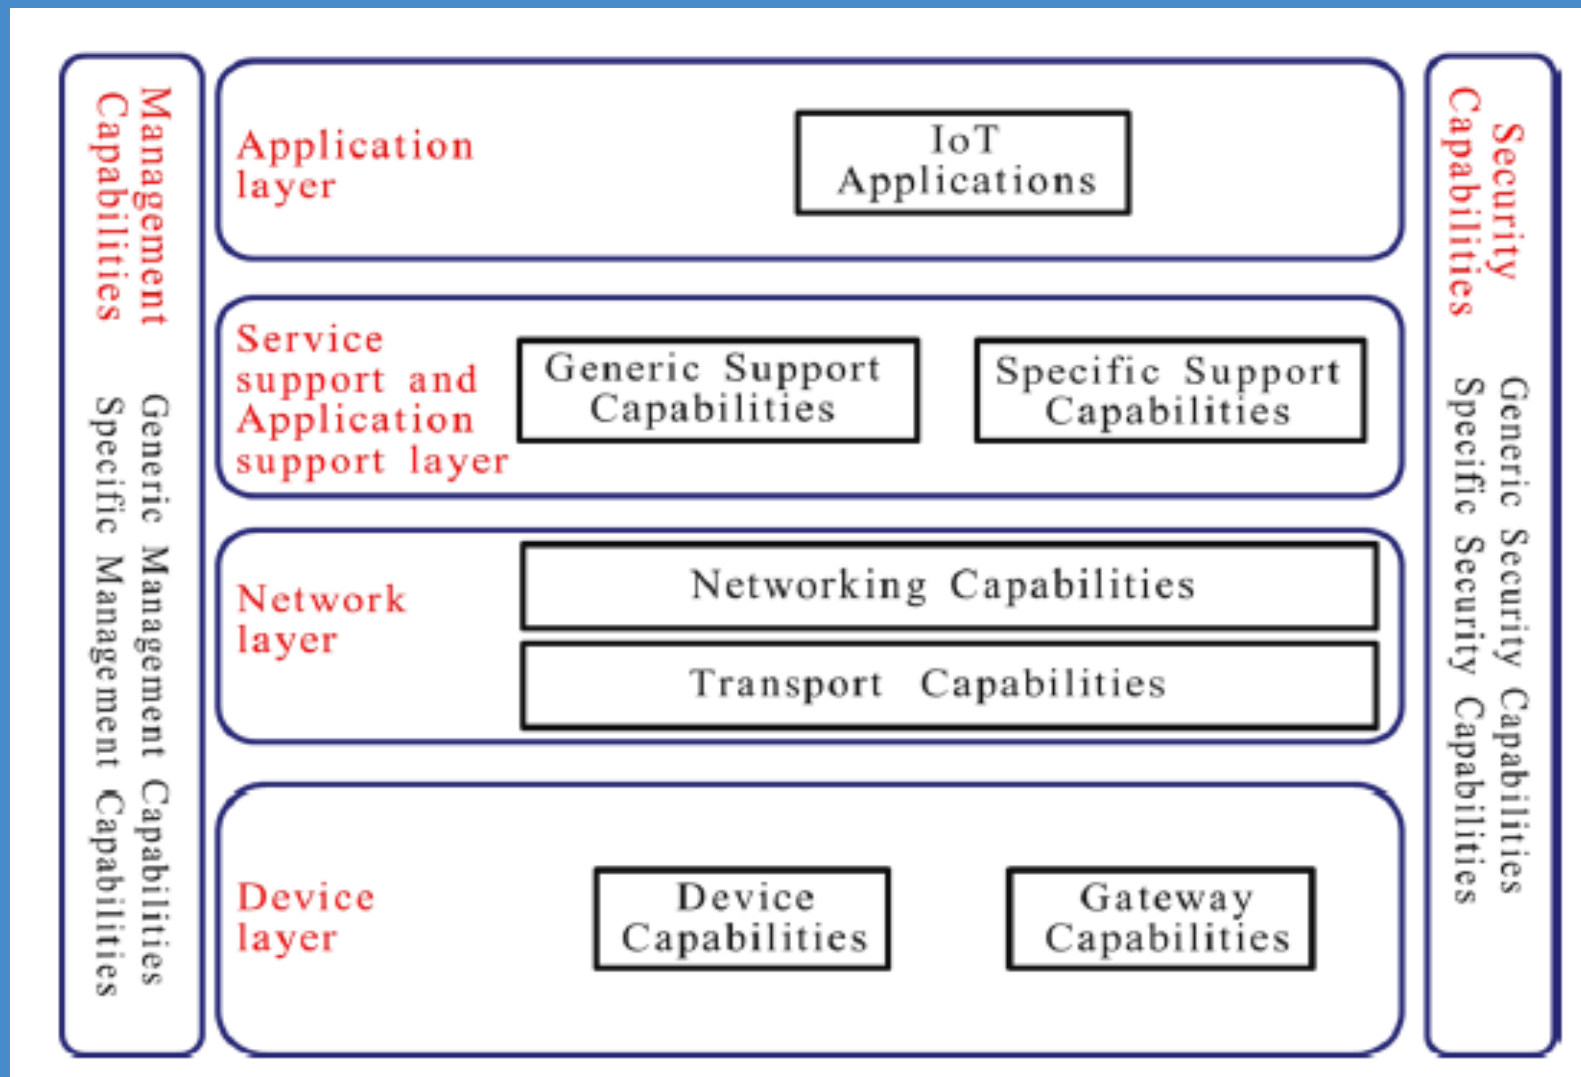 Management
Capabilities
Generic Management Capabilities
Specific Management Capabilities
Application
layer
IoT
Applications
Service
support and
Application
support layer
Generic Support
Capabilities
Specific Support
Capabilities
Network
layer
Networking Capabilities
Transport Capabilities
Device
layer
Device
Capabilities
Gateway
Capabilities
Security
Capabilities
Generic Security Capabilities
Specific Security Capabilities